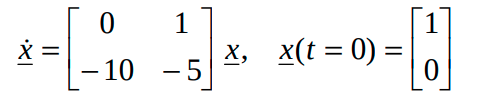 ẋ = [0 1; –10 –5] x, x(t = 0) = [1; 0]